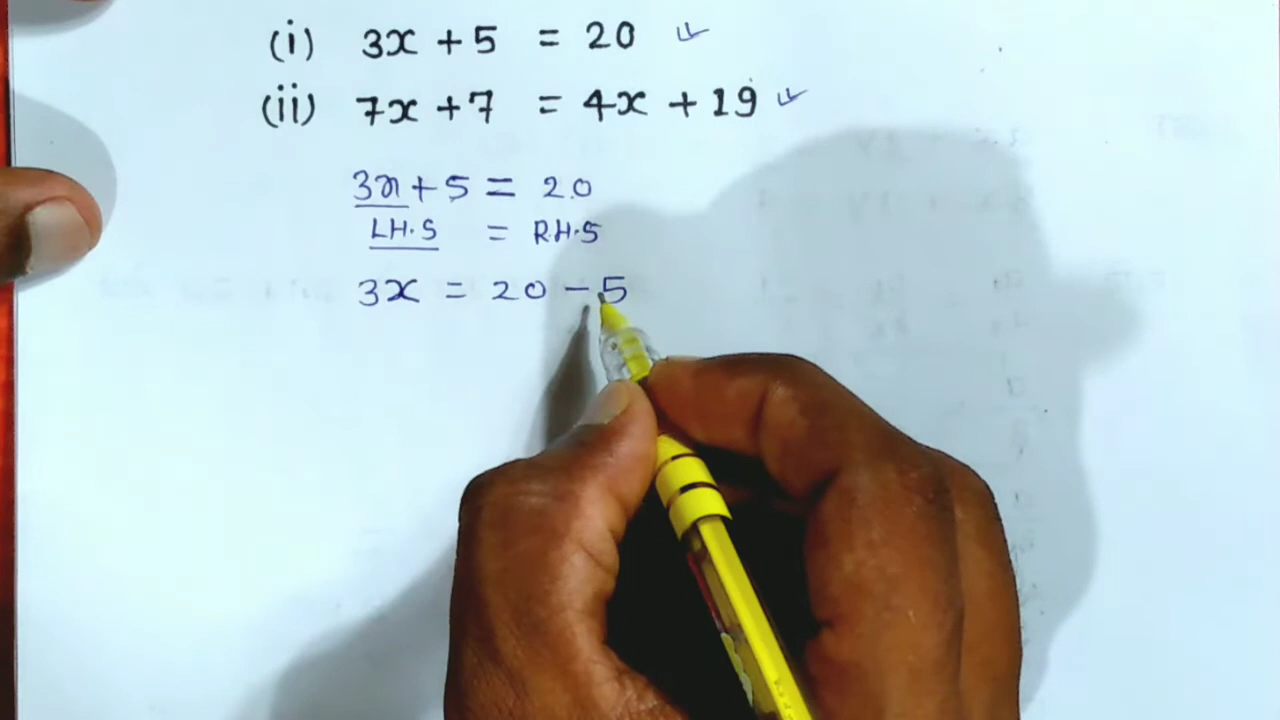 (i) 3x + 5 = 20
(ii) 7x + 7 = 4x + 19
3x + 5 = 20
L.H.S = R.H.S
3x = 20 - 5